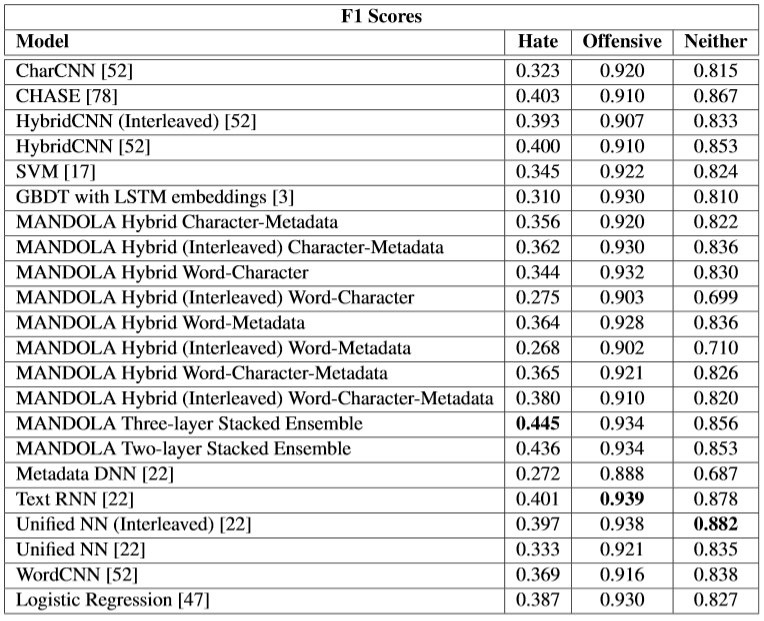 F1 Scores
Model Hate Offensive Neither
CharCNN [52] 0.323 0.920 0.815
CHASE [78] 0.403 0.910 0.867
HybridCNN (Interleaved) [52] 0.393 0.907 0.833
HybridCNN [52] 0.400 0.910 0.853
SVM [17] 0.345 0.922 0.824
GBDT with LSTM embeddings [3] 0.310 0.930 0.810
MANDOLA Hybrid Character-Metadata 0.356 0.920 0.822
MANDOLA Hybrid (Interleaved) Character-Metadata 0.362 0.930 0.836
MANDOLA Hybrid Word-Character 0.344 0.932 0.830
MANDOLA Hybrid (Interleaved) Word-Character 0.275 0.903 0.699
MANDOLA Hybrid Word-Metadata 0.364 0.928 0.836
MANDOLA Hybrid (Interleaved) Word-Metadata 0.268 0.902 0.710
MANDOLA Hybrid Word-Character-Metadata 0.365 0.921 0.826
MANDOLA Hybrid (Interleaved) Word-Character-Metadata 0.380 0.910 0.820
MANDOLA Three-layer Stacked Ensemble 0.445 0.934 0.856
MANDOLA Two-layer Stacked Ensemble 0.436 0.934 0.853
Metadata DNN [22] 0.272 0.888 0.687
Text RNN [22] 0.401 0.939 0.878
Unified NN (Interleaved) [22] 0.397 0.938 0.882
Unified NN [22] 0.333 0.921 0.835
WordCNN [52] 0.369 0.916 0.838
Logistic Regression [47] 0.387 0.930 0.827